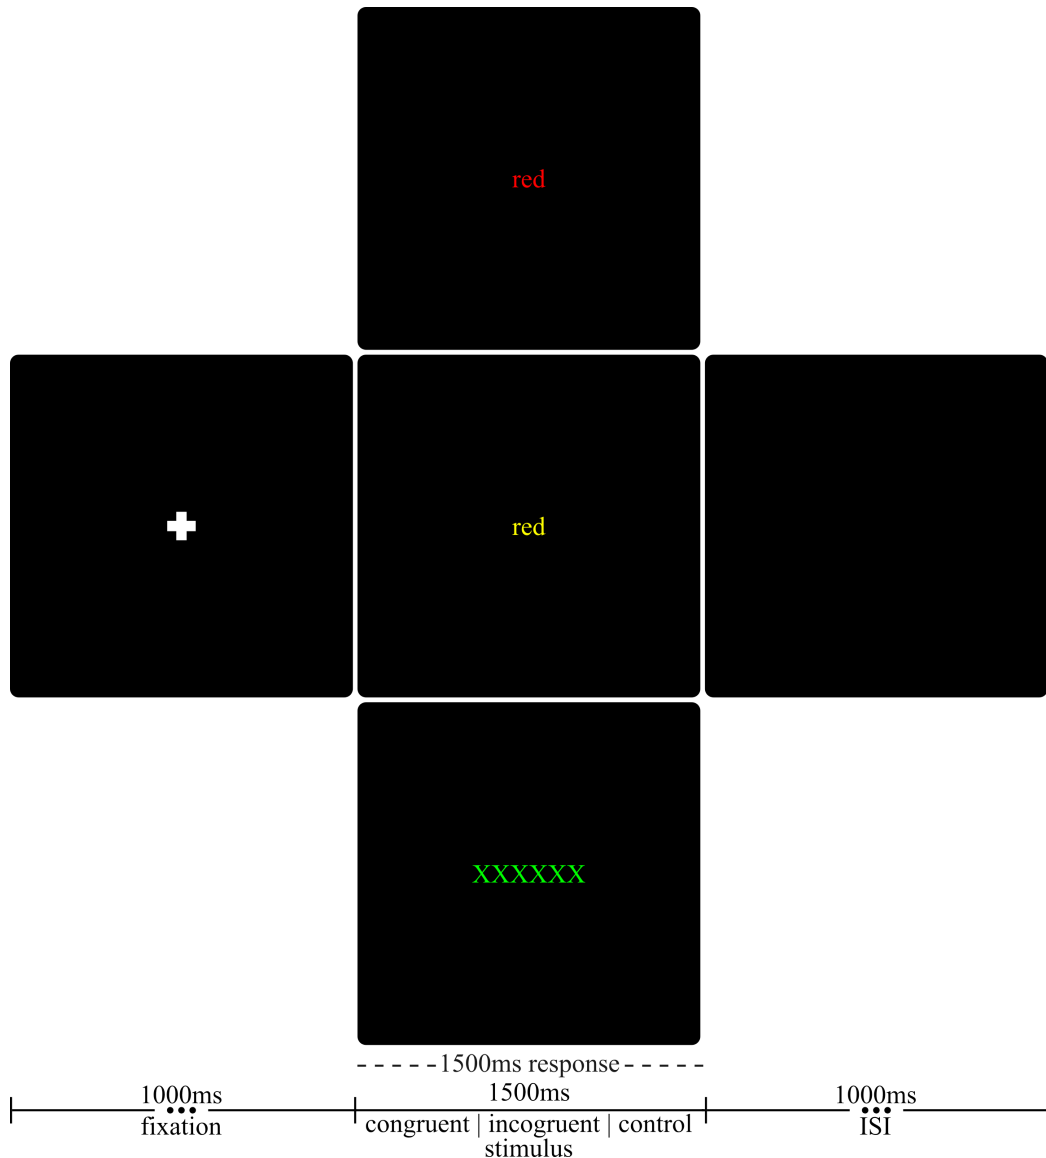 red
red
XXXXXX
1500ms response
1000ms 1500ms 1000ms
fixation congruent | incogruent | control ISI
stimulus